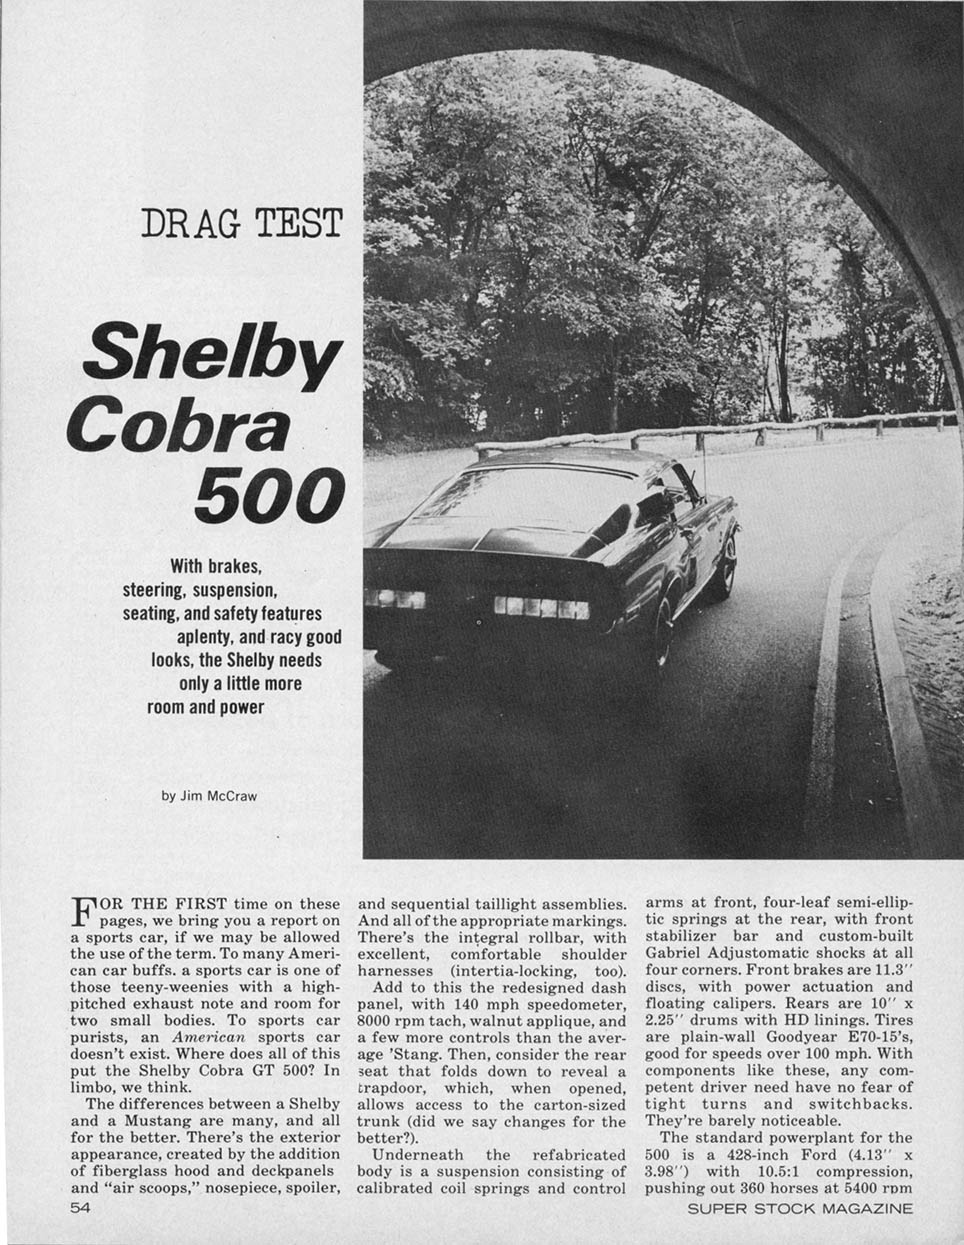 DRAG TEST
Shelby
Cobra
500
With brakes,
steering, suspension,
seating, and safety features
aplenty, and racy good
looks, the Shelby needs
only a little more
room and power
by Jim McCraw
FOR THE FIRST time on these
pages, we bring you a report on
a sports car, if we may be allowed
the use of the term. To many Ameri-
can car buffs. a sports car is one of
those teeny-weenies with a high-
pitched exhaust note and room for
two small bodies. To sports car
purists, an American sports car
doesn't exist. Where does all of this
put the Shelby Cobra GT 500? In
limbo, we think.
The differences between a Shelby
and a Mustang are many, and all
for the better. There's the exterior
appearance, created by the addition
of fiberglass hood and deckpanels
and "air scoops," nosepiece, spoiler,
and sequential taillight assemblies.
And all of the appropriate markings.
There's the integral rollbar, with
excellent, comfortable shoulder
harnesses (intertia-locking, too).
Add to this the redesigned dash
panel, with 140 mph speedometer,
8000 rpm tach, walnut applique, and
a few more controls than the aver-
age 'Stang. Then, consider the rear
seat that folds down to reveal a
trapdoor, which, when opened,
allows access to the carton-sized
trunk (did we say changes for the
better?).
Underneath the refabricated
body is a suspension consisting of
calibrated coil springs and control
arms at front, four-leaf semi-ellip-
tic springs at the rear, with front
stabilizer bar and custom-built
Gabriel Adjustomatic shocks at all
four corners. Front brakes are 11.3''
discs, with power actuation and
floating calipers. Rears are 10'' x
2.25'' drums with HD linings. Tires
are plain-wall Goodyear E70-15's,
good for speeds over 100 mph. With
components like these, any com-
petent driver need have no fear of
tight turns and switchbacks.
They're barely noticeable.
The standard powerplant for the
500 is a 428-inch Ford (4.13'' x
3.98'') with 10.5:1 compression,
pushing out 360 horses at 5400 rpm
54
SUPER STOCK MAGAZINE